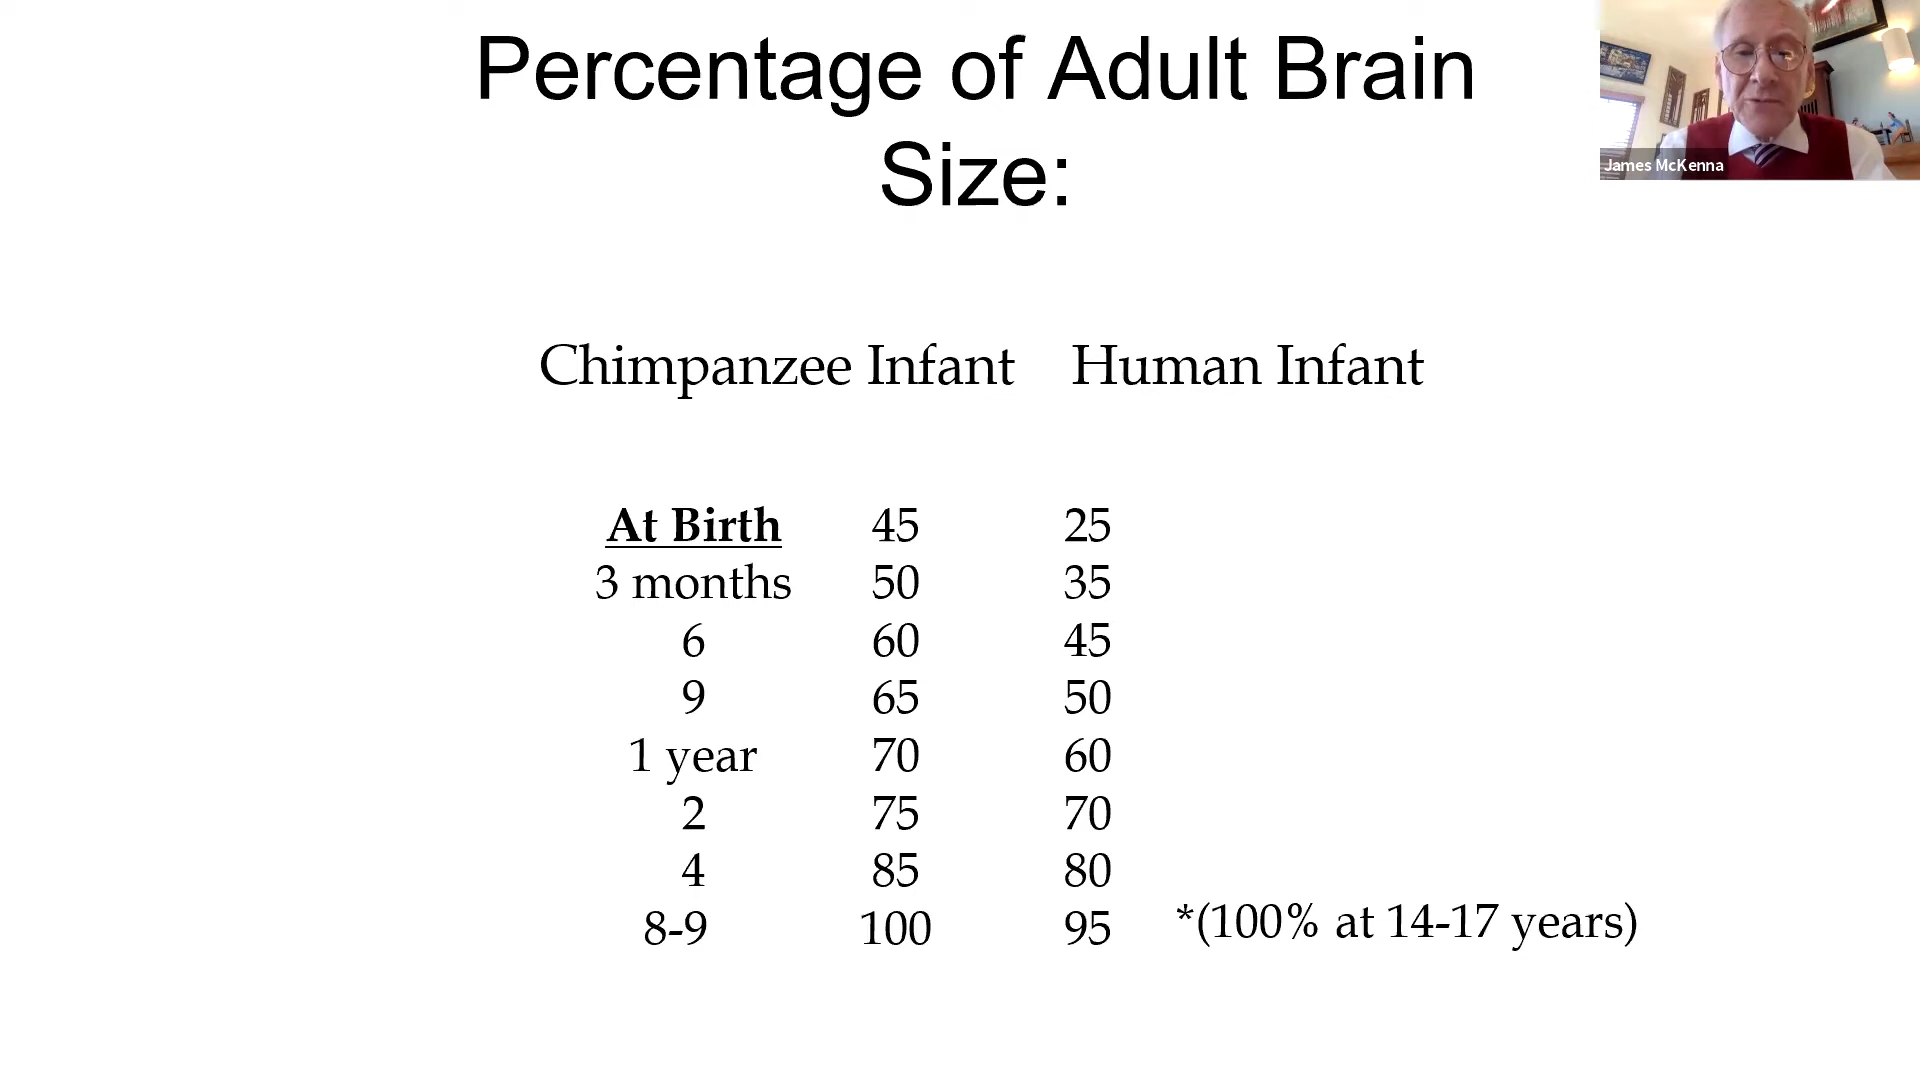 Percentage of Adult Brain
Size:
James McKenna
Chimpanzee Infant Human Infant
At Birth 45 25
3 months 50 35
6 60 45
9 65 50
1 year 70 60
2 75 70
4 85 80
8-9 100 95 *(100% at 14-17 years)